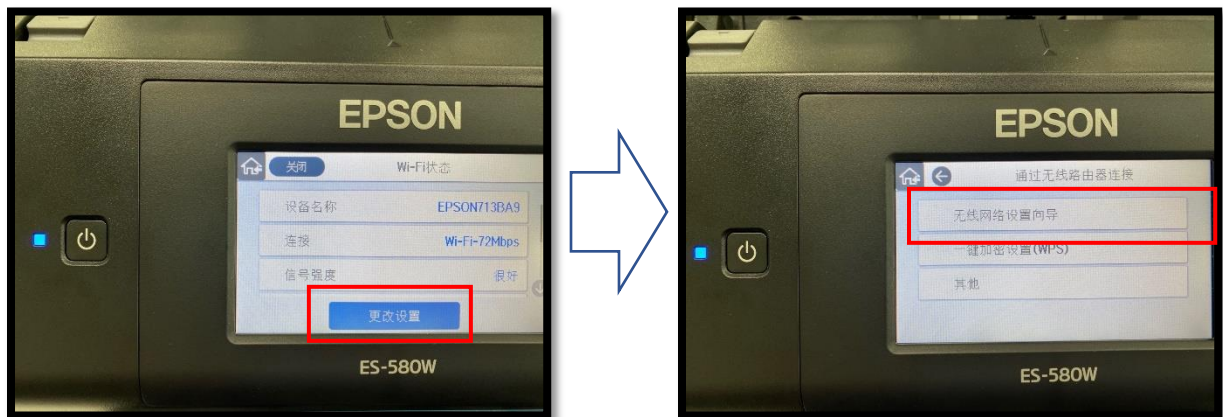 EPSON
关闭
Wi-Fi状态
设备名称
EPSON713BA9
连接
Wi-Fi-72Mbps
信号强度
很好
更改设置
ES-580W
EPSON
通过无线路由器连接
无线网络设置向导
一键加密设置(WPS)
其他
ES-580W